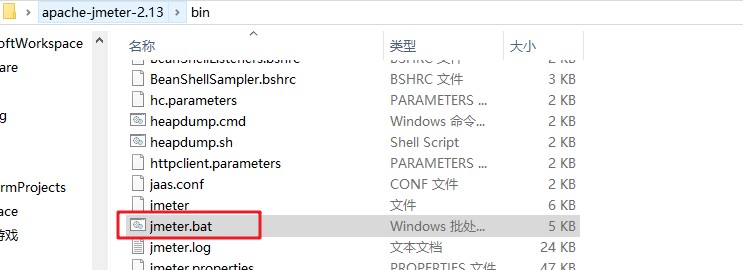 apache-jmeter-2.13 > bin
oftWorkspace
are
g
rmProjects
ace
游戏
名称 类型 大小
BeanShellListeners.bshrc BSHRC 文件 2 KB
BeanShellSampler.bshrc BSHRC 文件 3 KB
hc.parameters PARAMETERS ... 2 KB
heapdump.cmd Windows 命令... 2 KB
heapdump.sh Shell Script 2 KB
httpclient.parameters PARAMETERS ... 2 KB
jaas.conf CONF 文件 2 KB
jmeter 文件 6 KB
jmeter.bat Windows 批处... 5 KB
jmeter.log 文本文档 24 KB
jmeter.properties PROPERTIES 文件 47 KB